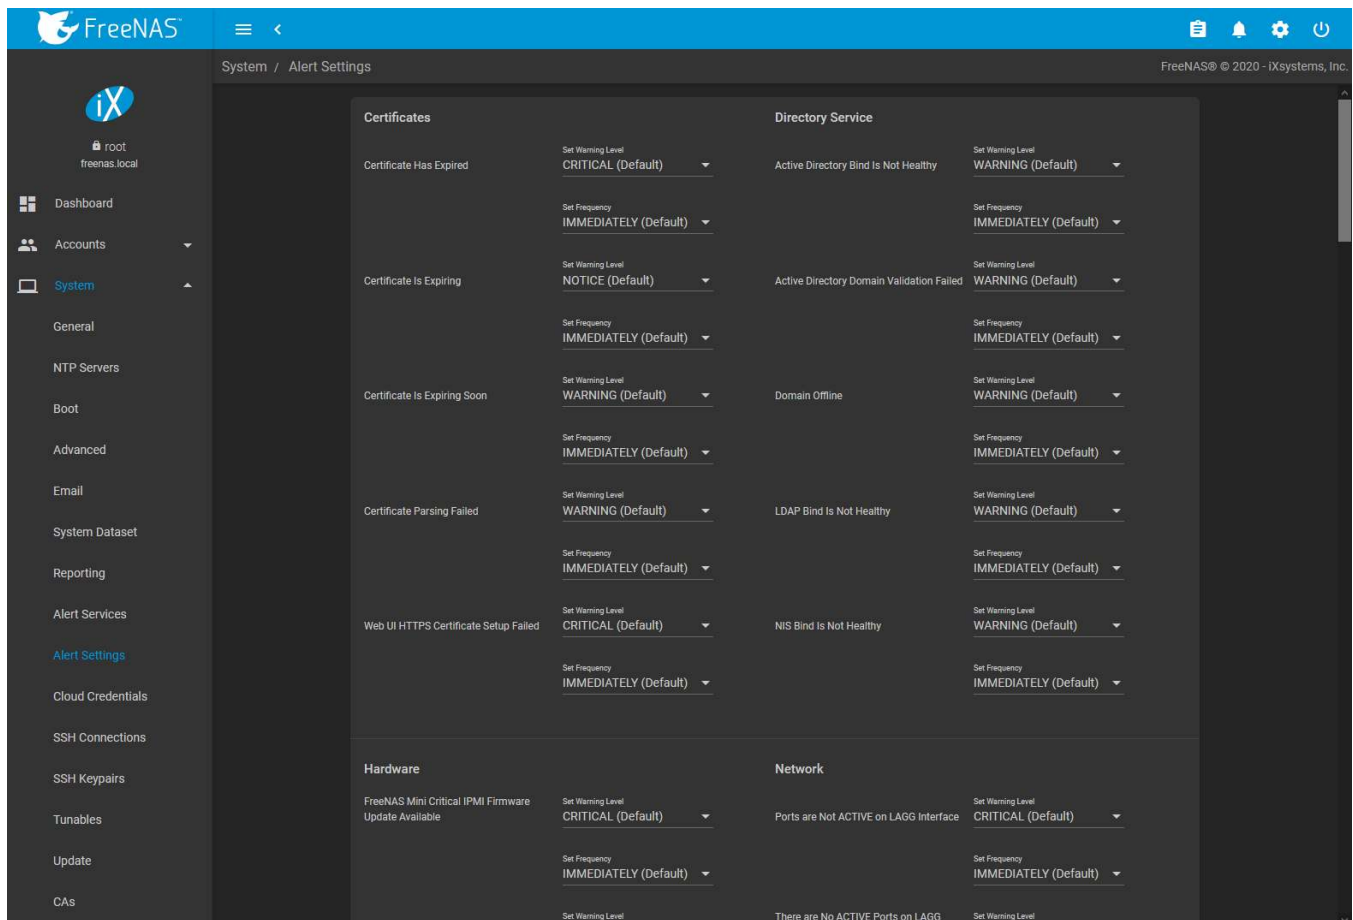 FreeNAS
System / Alert Settings
FreeNAS® © 2020 - iXsystems, Inc.
iX
root
freenas.local
Dashboard
Accounts
System
General
NTP Servers
Boot
Advanced
Email
System Dataset
Reporting
Alert Services
Alert Settings
Cloud Credentials
SSH Connections
SSH Keypairs
Tunables
Update
CAs
Certificates
Certificate Has Expired
Set Warning Level
CRITICAL (Default)
Set Frequency
IMMEDIATELY (Default)
Certificate Is Expiring
Set Warning Level
NOTICE (Default)
Set Frequency
IMMEDIATELY (Default)
Certificate Is Expiring Soon
Set Warning Level
WARNING (Default)
Set Frequency
IMMEDIATELY (Default)
Certificate Parsing Failed
Set Warning Level
WARNING (Default)
Set Frequency
IMMEDIATELY (Default)
Web UI HTTPS Certificate Setup Failed
Set Warning Level
CRITICAL (Default)
Set Frequency
IMMEDIATELY (Default)
Directory Service
Active Directory Bind Is Not Healthy
Set Warning Level
WARNING (Default)
Set Frequency
IMMEDIATELY (Default)
Active Directory Domain Validation Failed
Set Warning Level
WARNING (Default)
Set Frequency
IMMEDIATELY (Default)
Domain Offline
Set Warning Level
WARNING (Default)
Set Frequency
IMMEDIATELY (Default)
LDAP Bind Is Not Healthy
Set Warning Level
WARNING (Default)
Set Frequency
IMMEDIATELY (Default)
NIS Bind Is Not Healthy
Set Warning Level
WARNING (Default)
Set Frequency
IMMEDIATELY (Default)
Hardware
FreeNAS Mini Critical IPMI Firmware
Update Available
Set Warning Level
CRITICAL (Default)
Set Frequency
IMMEDIATELY (Default)
Set Warning Level
Network
Ports are Not ACTIVE on LAGG Interface
Set Warning Level
CRITICAL (Default)
Set Frequency
IMMEDIATELY (Default)
There are No ACTIVE Ports on LAGG
Set Warning Level